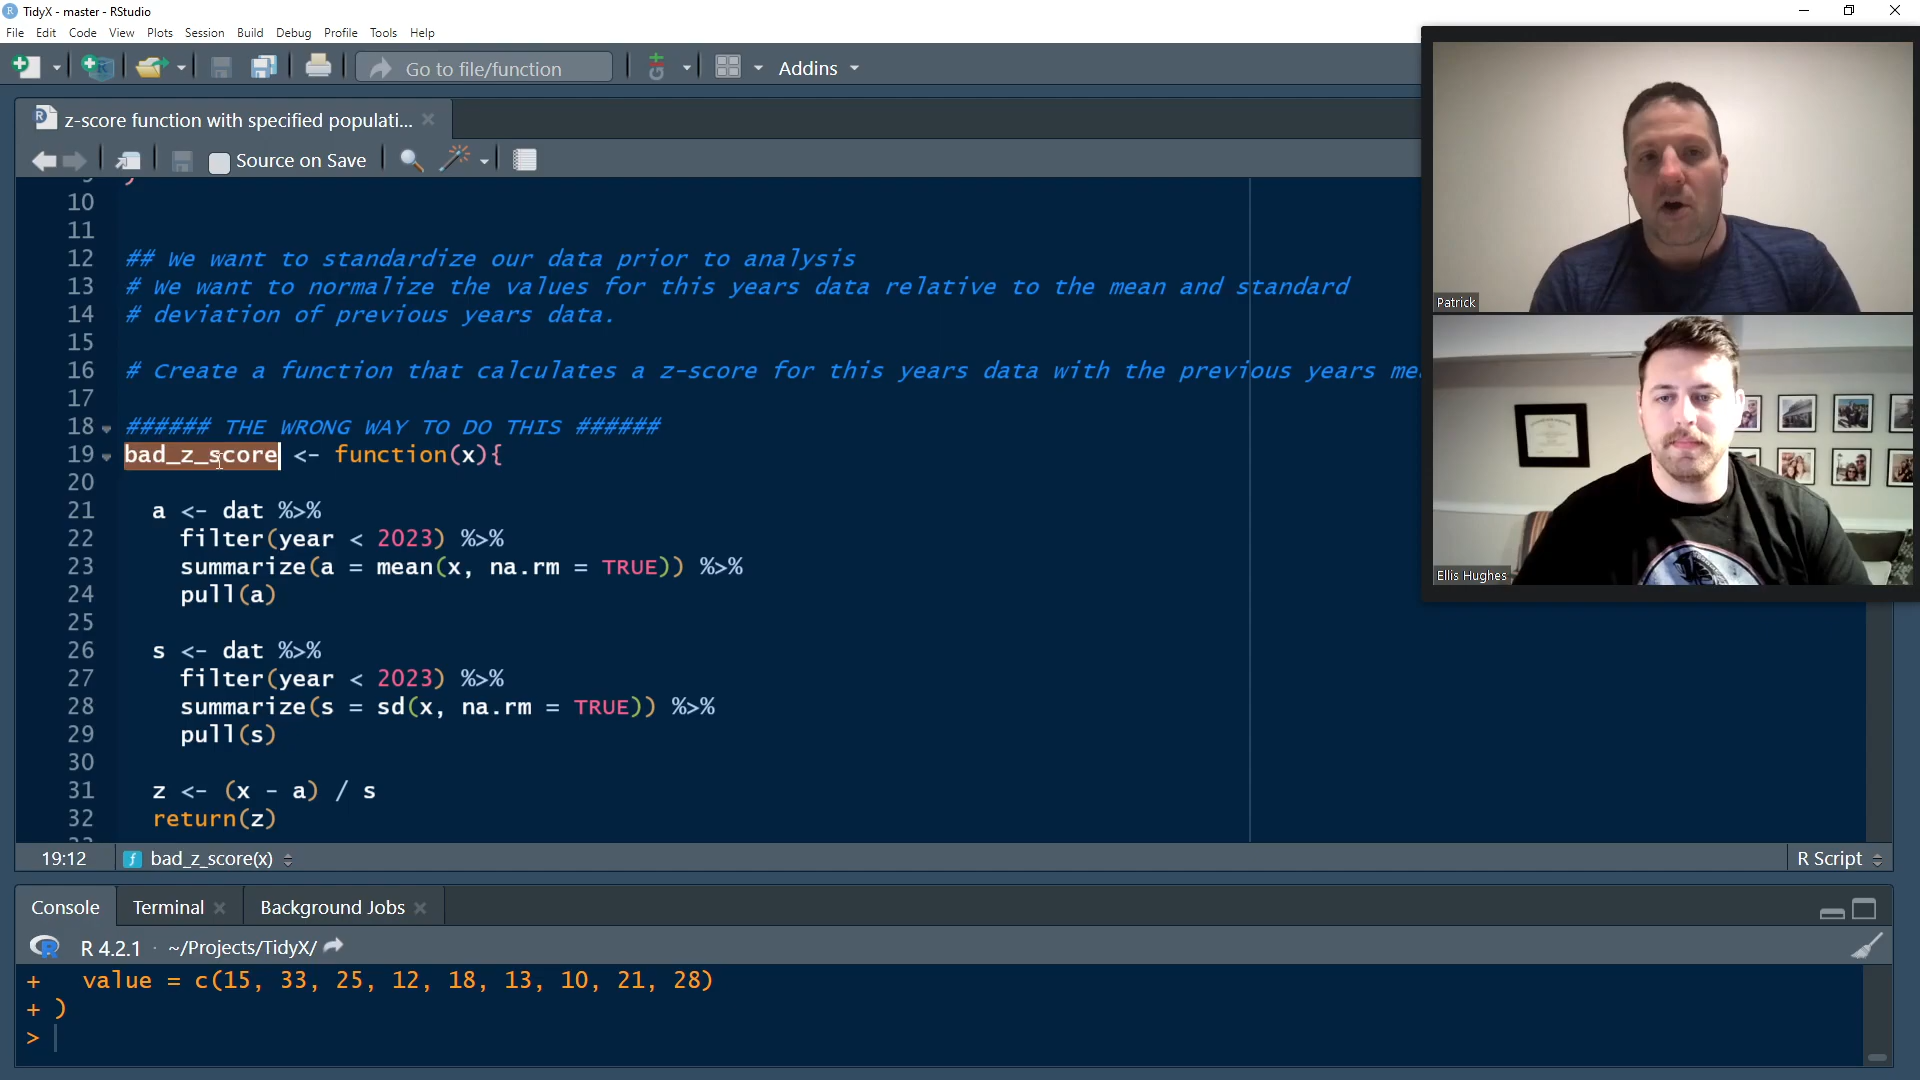 TidyX - master - RStudio
File Edit Code View Plots Session Build Debug Profile Tools Help
Go to file/function Addins
z-score function with specified populati...
Source on Save
10
11
12 ## We want to standardize our data prior to analysis
13 # We want to normalize the values for this years data relative to the mean and standard
14 # deviation of previous years data.
15
16 # Create a function that calculates a z-score for this years data with the previous years me
17
18 ###### THE WRONG WAY TO DO THIS ######
19 bad_z_score <- function(x){
20
21 a <- dat %>%
22 filter(year < 2023) %>%
23 summarize(a = mean(x, na.rm = TRUE)) %>%
24 pull(a)
25
26 s <- dat %>%
27 filter(year < 2023) %>%
28 summarize(s = sd(x, na.rm = TRUE)) %>%
29 pull(s)
30
31 z <- (x - a) / s
32 return(z)
19:12 bad_z_score(x) R Script
Console Terminal Background Jobs
R 4.2.1 · ~/Projects/TidyX/
+ value = c(15, 33, 25, 12, 18, 13, 10, 21, 28)
+ )
>
Patrick
Ellis Hughes